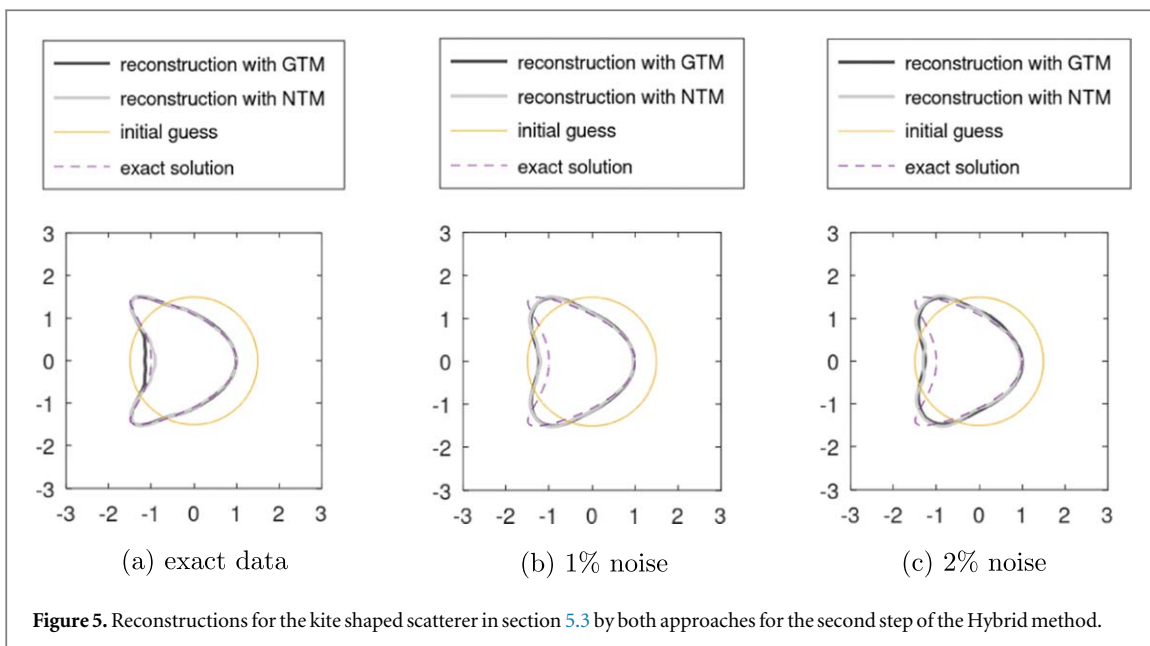 reconstruction with GTM
reconstruction with NTM
initial guess
exact solution
reconstruction with GTM
reconstruction with NTM
initial guess
exact solution
reconstruction with GTM
reconstruction with NTM
initial guess
exact solution
3
2
1
0
-1
-2
-3
-3 -2 -1 0 1 2 3
(a) exact data
3
2
1
0
-1
-2
-3
-3 -2 -1 0 1 2 3
(b) 1% noise
3
2
1
0
-1
-2
-3
-3 -2 -1 0 1 2 3
(c) 2% noise
Figure 5. Reconstructions for the kite shaped scatterer in section 5.3 by both approaches for the second step of the Hybrid method.